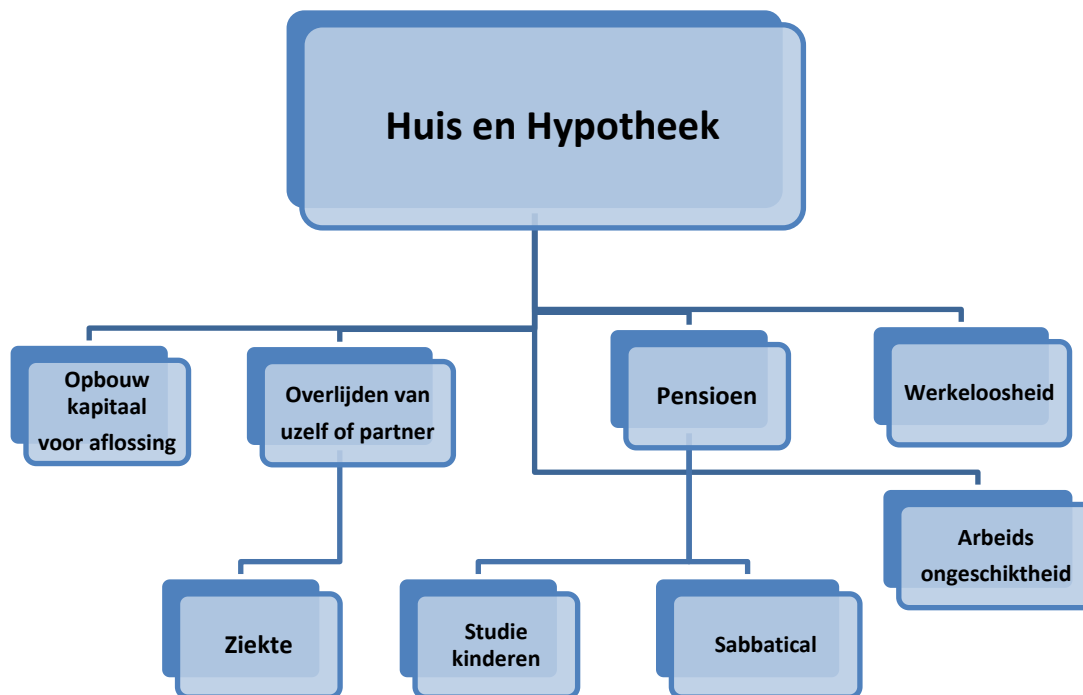 Huis en Hypotheek
Opbouw
kapitaal
voor aflossing
Overlijden van
uzelf of partner
Pensioen
Werkeloosheid
Arbeids
ongeschiktheid
Ziekte
Studie
kinderen
Sabbatical